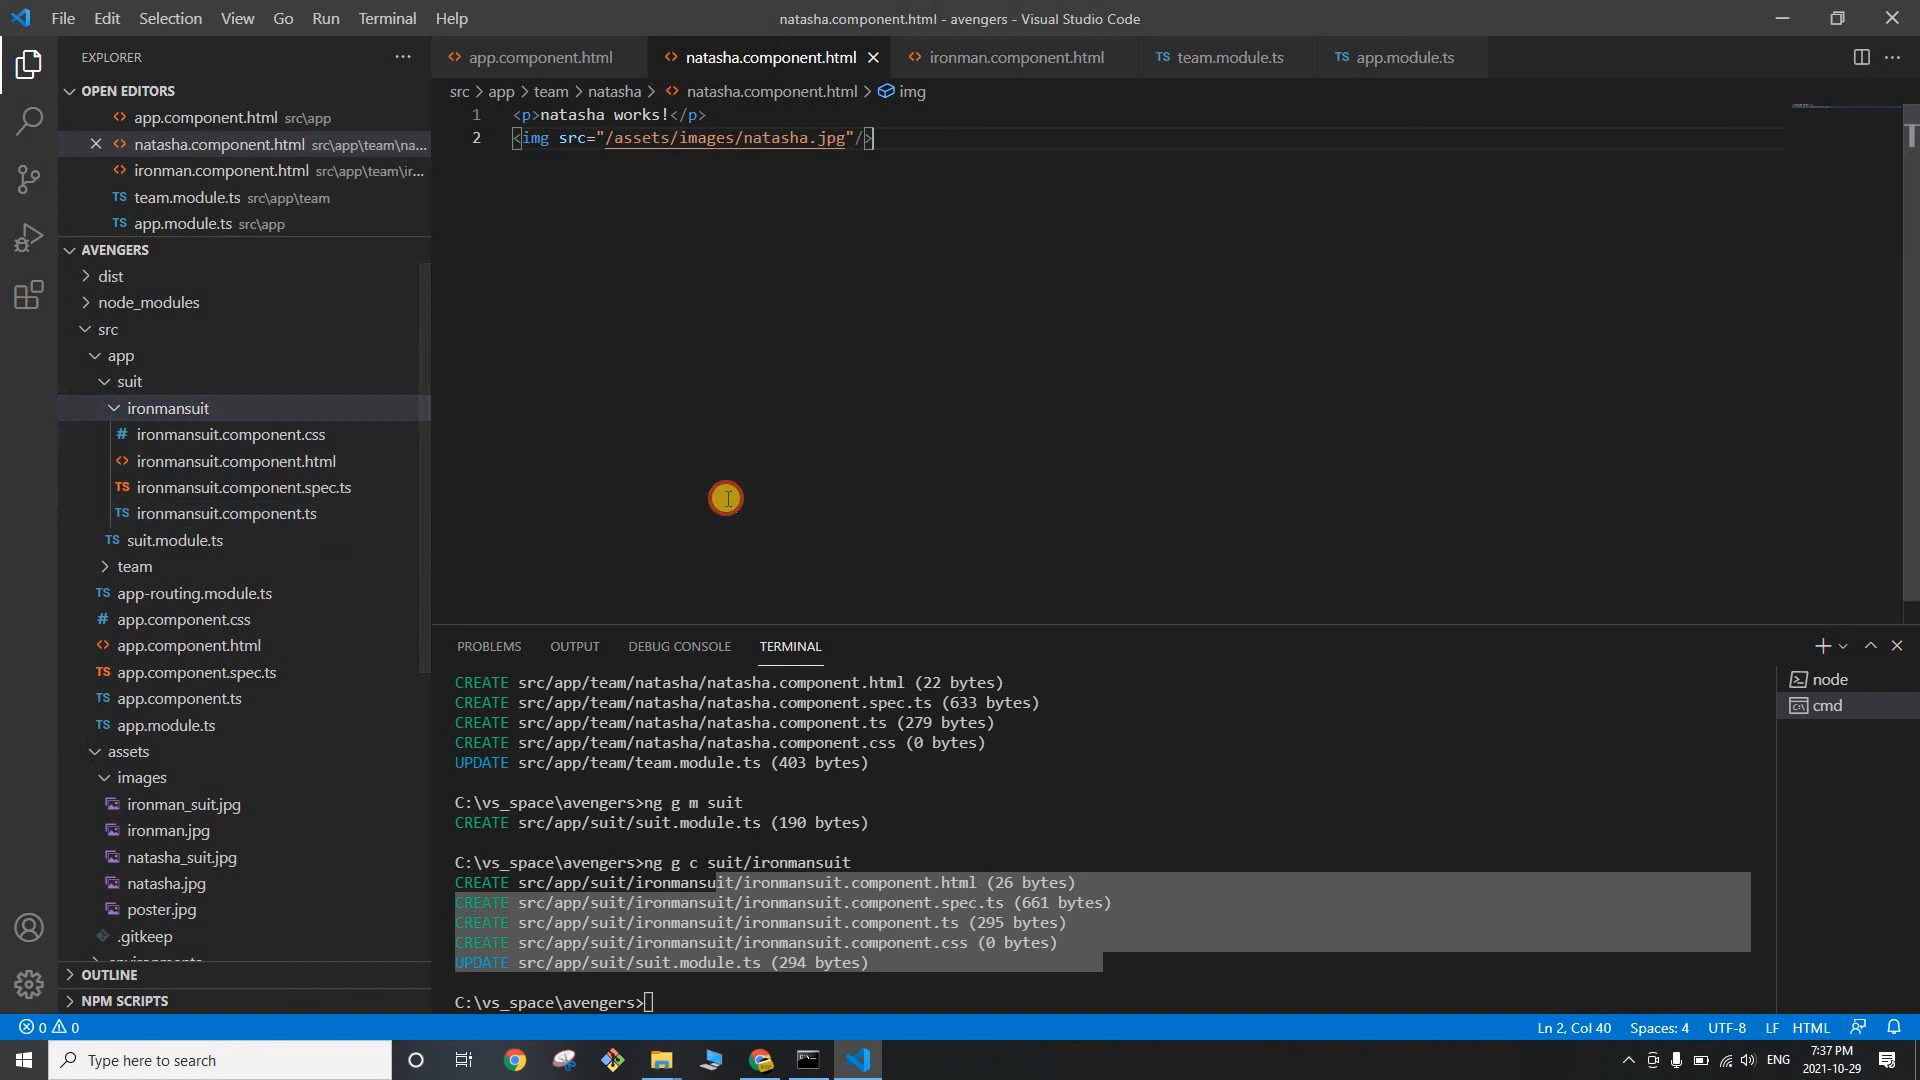 File Edit Selection View Go Run Terminal Help
natasha.component.html - avengers - Visual Studio Code
EXPLORER
app.component.html natasha.component.html ironman.component.html team.module.ts app.module.ts
OPEN EDITORS
app.component.html src\app
natasha.component.html src\app\team\na...
ironman.component.html src\app\team\ir...
team.module.ts src\app\team
app.module.ts src\app
src > app > team > natasha > natasha.component.html > img
1 <p>natasha works!</p>
2 <img src="/assets/images/natasha.jpg"/>
AVENGERS
dist
node_modules
src
app
suit
ironmansuit
ironmansuit.component.css
ironmansuit.component.html
ironmansuit.component.spec.ts
ironmansuit.component.ts
suit.module.ts
team
app-routing.module.ts
app.component.css
app.component.html
app.component.spec.ts
app.component.ts
app.module.ts
assets
images
ironman_suit.jpg
ironman.jpg
natasha_suit.jpg
natasha.jpg
poster.jpg
.gitkeep
environments
OUTLINE
NPM SCRIPTS
PROBLEMS OUTPUT DEBUG CONSOLE TERMINAL
node
cmd
CREATE src/app/team/natasha/natasha.component.html (22 bytes)
CREATE src/app/team/natasha/natasha.component.spec.ts (633 bytes)
CREATE src/app/team/natasha/natasha.component.ts (279 bytes)
CREATE src/app/team/natasha/natasha.component.css (0 bytes)
UPDATE src/app/team/team.module.ts (403 bytes)
C:\vs_space\avengers>ng g m suit
CREATE src/app/suit/suit.module.ts (190 bytes)
C:\vs_space\avengers>ng g c suit/ironmansuit
CREATE src/app/suit/ironmansuit/ironmansuit.component.html (26 bytes)
CREATE src/app/suit/ironmansuit/ironmansuit.component.spec.ts (661 bytes)
CREATE src/app/suit/ironmansuit/ironmansuit.component.ts (295 bytes)
CREATE src/app/suit/ironmansuit/ironmansuit.component.css (0 bytes)
UPDATE src/app/suit/suit.module.ts (294 bytes)
C:\vs_space\avengers>
0 0
Ln 2, Col 40 Spaces: 4 UTF-8 LF HTML
Type here to search
ENG
7:37 PM
2021-10-29